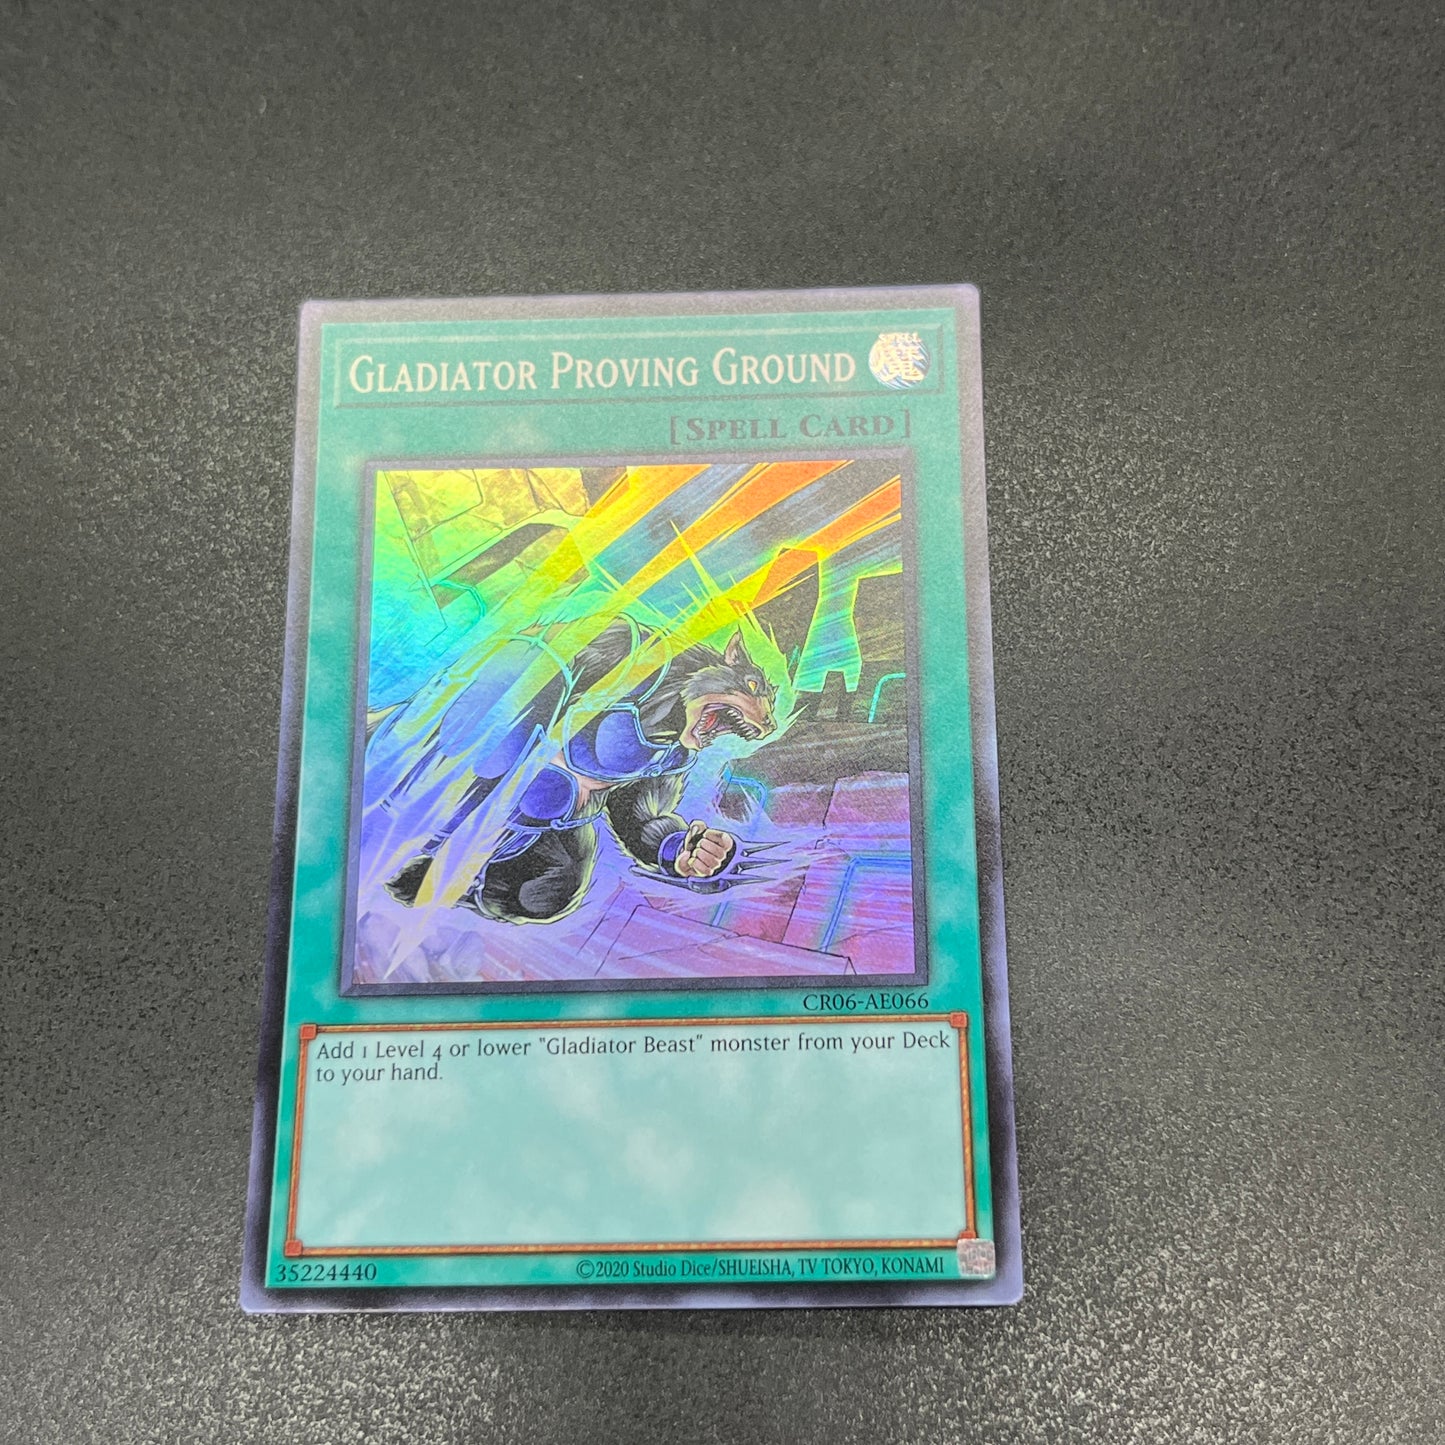 GLADIATOR PROVING GROUND
SPELL
[SPELL CARD]
CR06-AE066
Add 1 Level 4 or lower "Gladiator Beast" monster from your Deck
to your hand.
35224440
©2020 Studio Dice/SHUEISHA, TV TOKYO, KONAMI